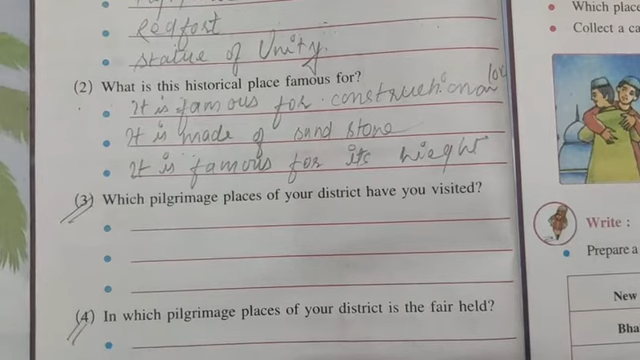 Redfort
statue of Unity.
(2) What is this historical place famous for?
It is famous for constructional
It is made of sand stone
It is famous for its hieght
(3) Which pilgrimage places of your district have you visited?
(4) In which pilgrimage places of your district is the fair held?
Which place
Collect a ca
Write :
Prepare a
New
Bha